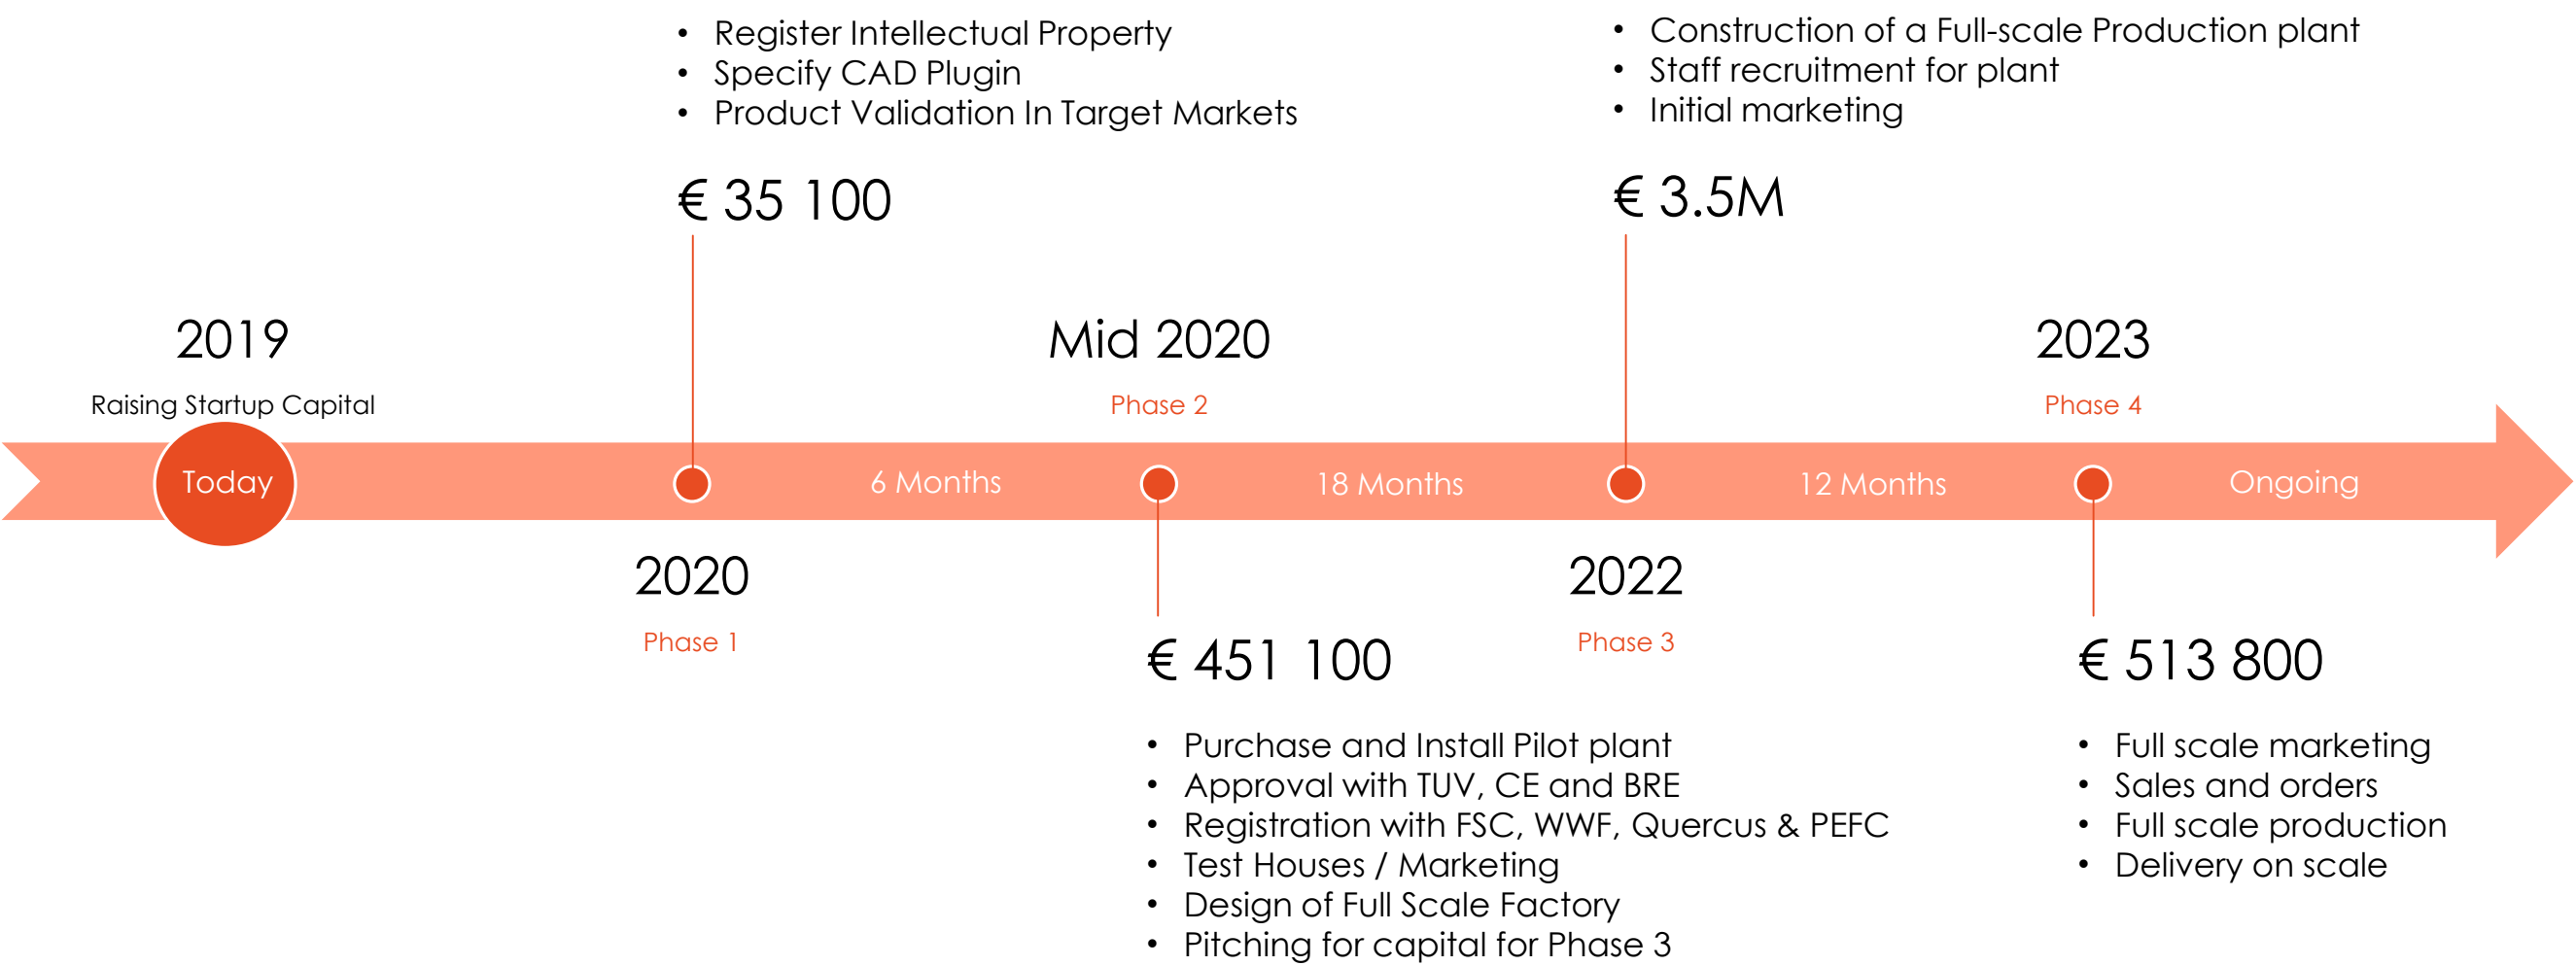 • Register Intellectual Property
• Specify CAD Plugin
• Product Validation In Target Markets
€ 35 100
• Construction of a Full-scale Production plant
• Staff recruitment for plant
• Initial marketing
€ 3.5M
2019
Raising Startup Capital
Mid 2020
Phase 2
2023
Phase 4
Today
6 Months
18 Months
12 Months
Ongoing
2020
Phase 1
2022
Phase 3
€ 451 100
• Purchase and Install Pilot plant
• Approval with TUV, CE and BRE
• Registration with FSC, WWF, Quercus & PEFC
• Test Houses / Marketing
• Design of Full Scale Factory
• Pitching for capital for Phase 3
€ 513 800
• Full scale marketing
• Sales and orders
• Full scale production
• Delivery on scale